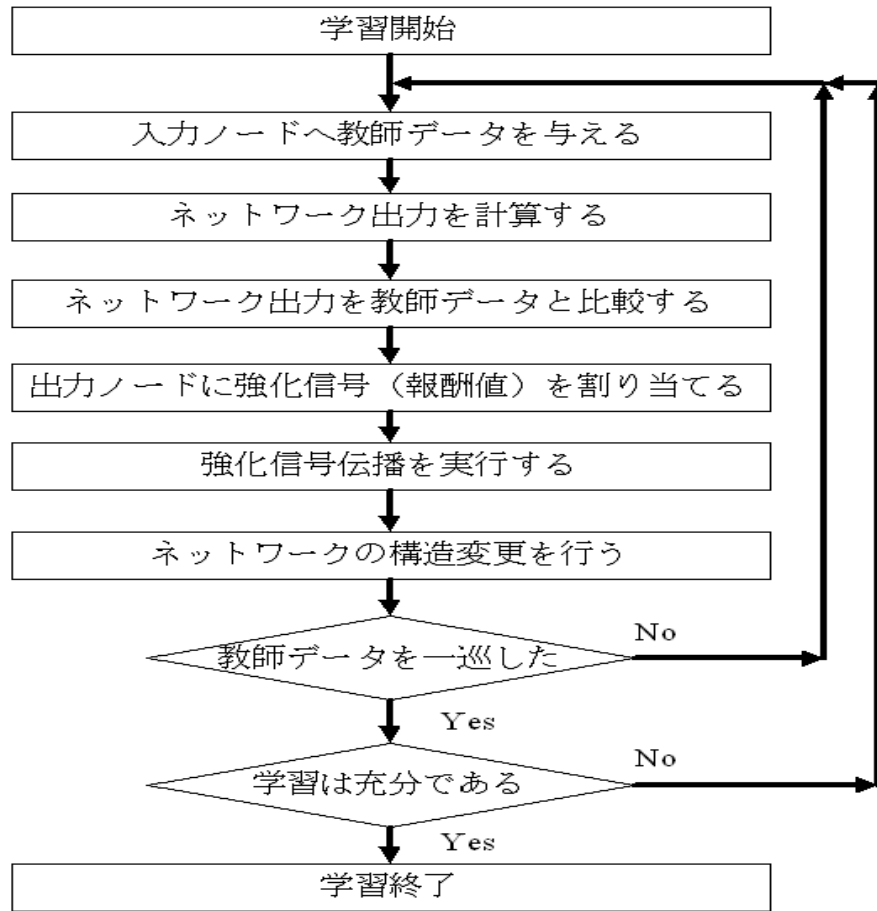 学習開始
入力ノードへ教師データを与える
ネットワーク出力を計算する
ネットワーク出力を教師データと比較する
出力ノードに強化信号（報酬値）を割り当てる
強化信号伝播を実行する
ネットワークの構造変更を行う
No
教師データを一巡した
Yes
No
学習は充分である
Yes
学習終了